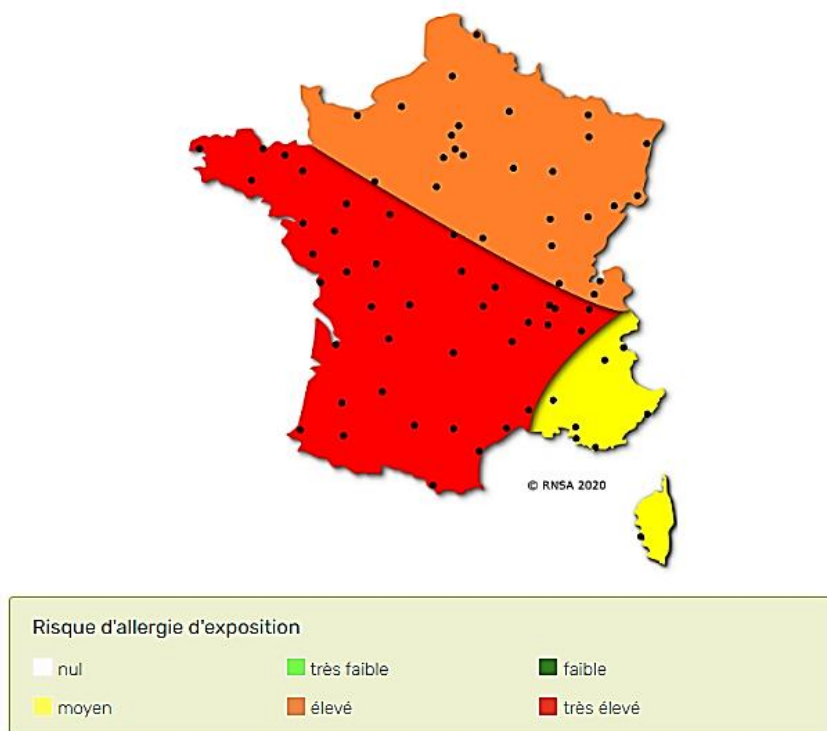 © RNSA 2020
Risque d'allergie d'exposition
nul très faible faible
moyen élevé très élevé